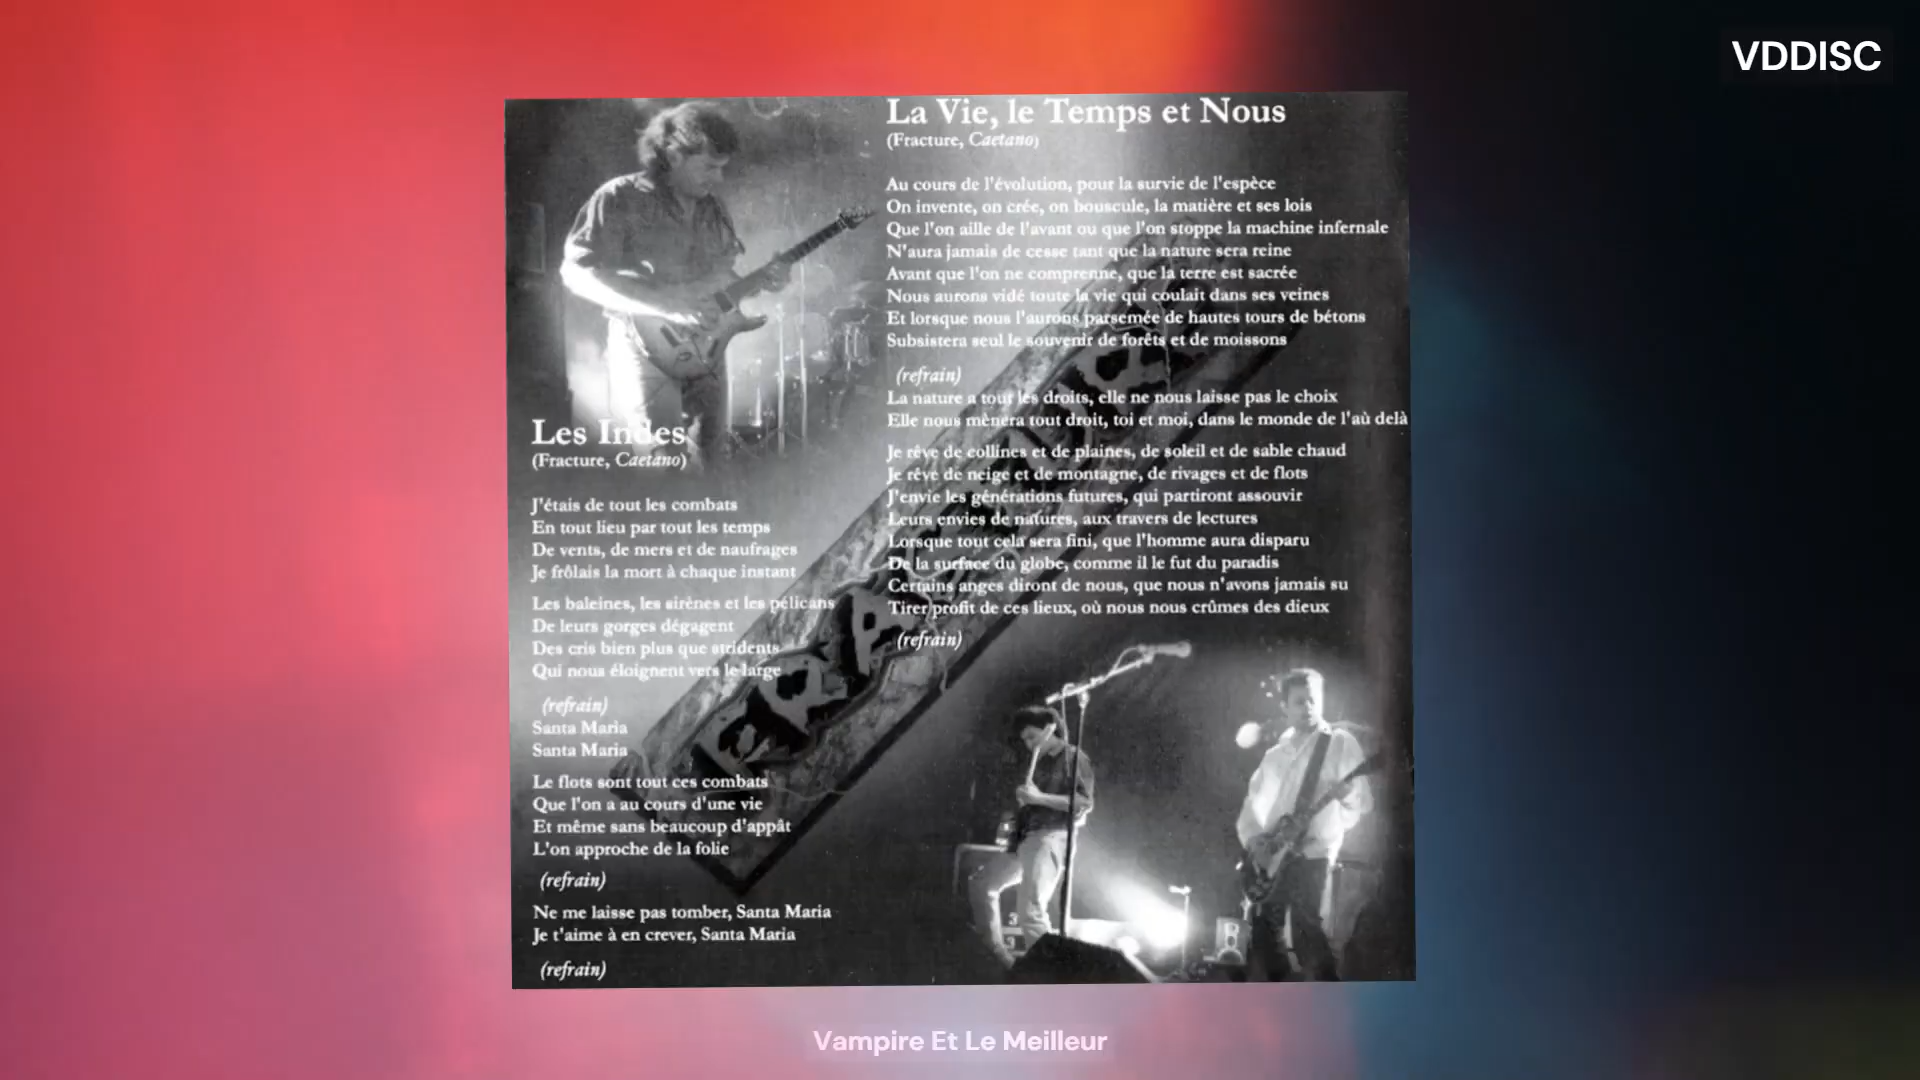 VDDISC
La Vie, le Temps et Nous
(Fracture, Caetano)
Au cours de l'évolution, pour la survie de l'espèce
On invente, on crée, on bouscule, la matière et ses lois
Que l'on aille de l'avant ou que l'on stoppe la machine infernale
N'aura jamais de cesse tant que la nature sera reine
Avant que l'on ne comprenne, que la terre est sacrée
Nous aurons vidé toute la vie qui coulait dans ses veines
Et lorsque nous l'aurons parsemée de hautes tours de bétons
Subsistera seul le souvenir de forêts et de moissons
(refrain)
La nature a tout les droits, elle ne nous laisse pas le choix
Elle nous mènera tout droit, toi et moi, dans le monde de l'aù delà
Je rêve de collines et de plaines, de soleil et de sable chaud
Je rêve de neige et de montagne, de rivages et de flots
J'envie les générations futures, qui partiront assouvir
Leurs envies de natures, aux travers de lectures
Lorsque tout cela sera fini, que l'homme aura disparu
De la surface du globe, comme il le fut du paradis
Certains anges diront de nous, que nous n'avons jamais su
Tirer profit de ces lieux, où nous nous crûmes des dieux
(refrain)
Les Indes
(Fracture, Caetano)
J'étais de tout les combats
En tout lieu par tout les temps
De vents, de mers et de naufrages
Je frôlais la mort à chaque instant
Les baleines, les sirènes et les pélicans
De leurs gorges dégagent
Des cris bien plus que stridents
Qui nous éloignent vers le large
(refrain)
Santa Maria
Santa Maria
Le flots sont tout ces combats
Que l'on a au cours d'une vie
Et même sans beaucoup d'appât
L'on approche de la folie
(refrain)
Ne me laisse pas tomber, Santa Maria
Je t'aime à en crever, Santa Maria
(refrain)
Vampire Et Le Meilleur